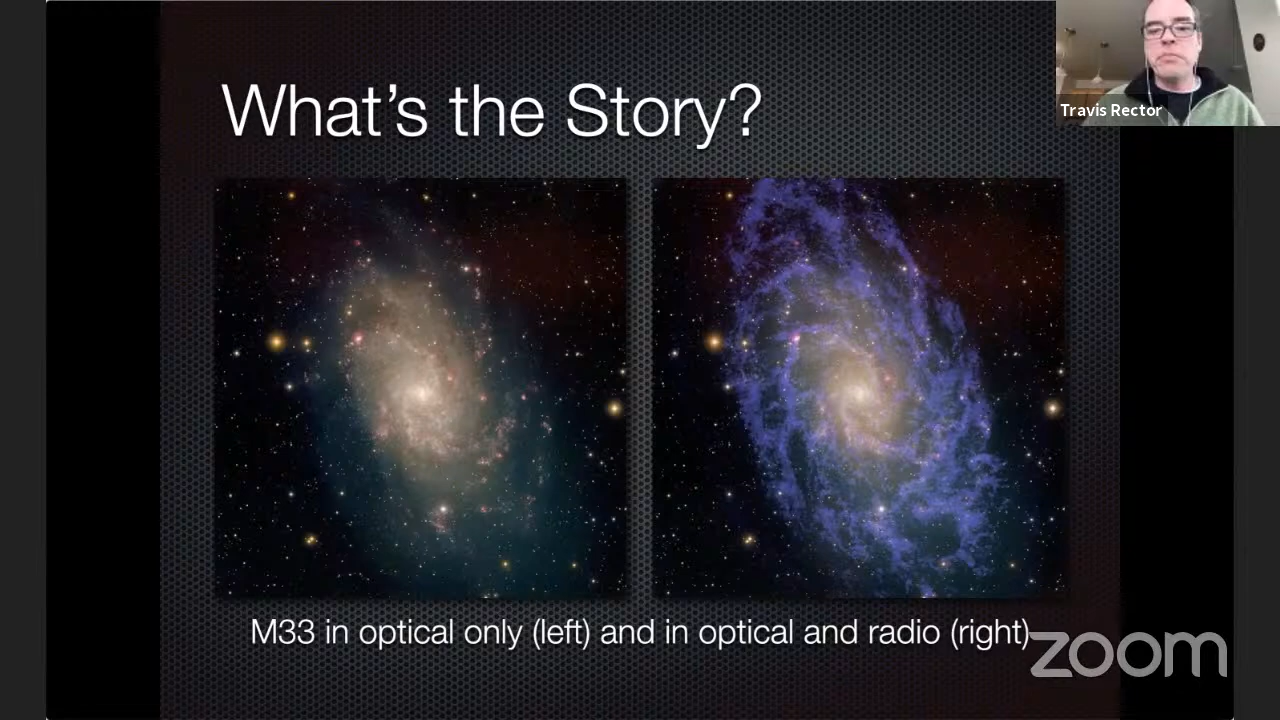 What's the Story?
Travis Rector
M33 in optical only (left) and in optical and radio (right)
zoom